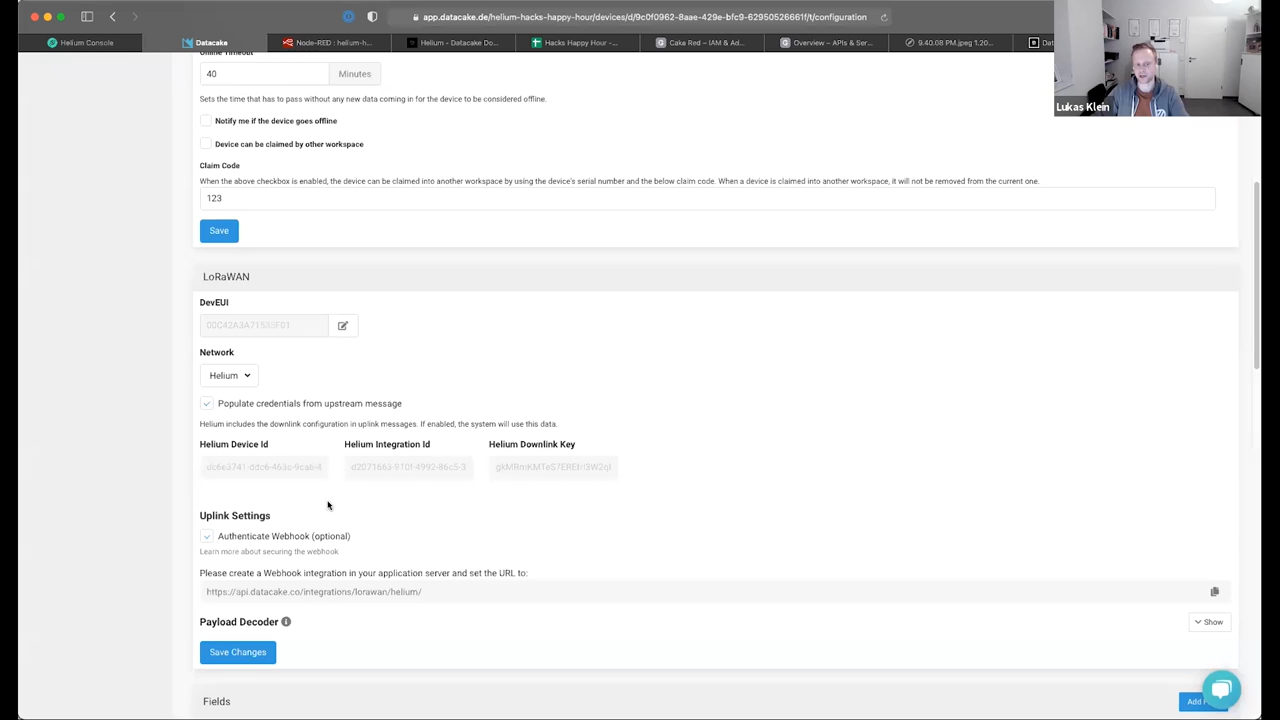 app.datacake.de/helium-hacks-happy-hour/devices/d/9c0f0962-8aae-429e-bfc9-62950526661f/t/configuration
Helium Console
Datacake
Node-RED : helium-h...
Helium - Datacake Do...
Hacks Happy Hour -...
Cake Red – IAM & Ad...
Overview – APIs & Ser...
9.40.08 PM.jpeg 1.20...
Online Timeout
40 Minutes
Lukas Klein
Sets the time that has to pass without any new data coming in for the device to be considered offline.
Notify me if the device goes offline
Device can be claimed by other workspace
Claim Code
When the above checkbox is enabled, the device can be claimed into another workspace by using the device's serial number and the below claim code. When a device is claimed into another workspace, it will not be removed from the current one.
123
Save
LoRaWAN
DevEUI
Network
Helium
Populate credentials from upstream message
Helium includes the downlink configuration in uplink messages. If enabled, the system will use this data.
Helium Device Id Helium Integration Id Helium Downlink Key
Uplink Settings
Authenticate Webhook (optional)
Learn more about securing the webhook
Please create a Webhook integration in your application server and set the URL to:
https://api.datacake.co/integrations/lorawan/helium/
Payload Decoder
Show
Save Changes
Fields
Add